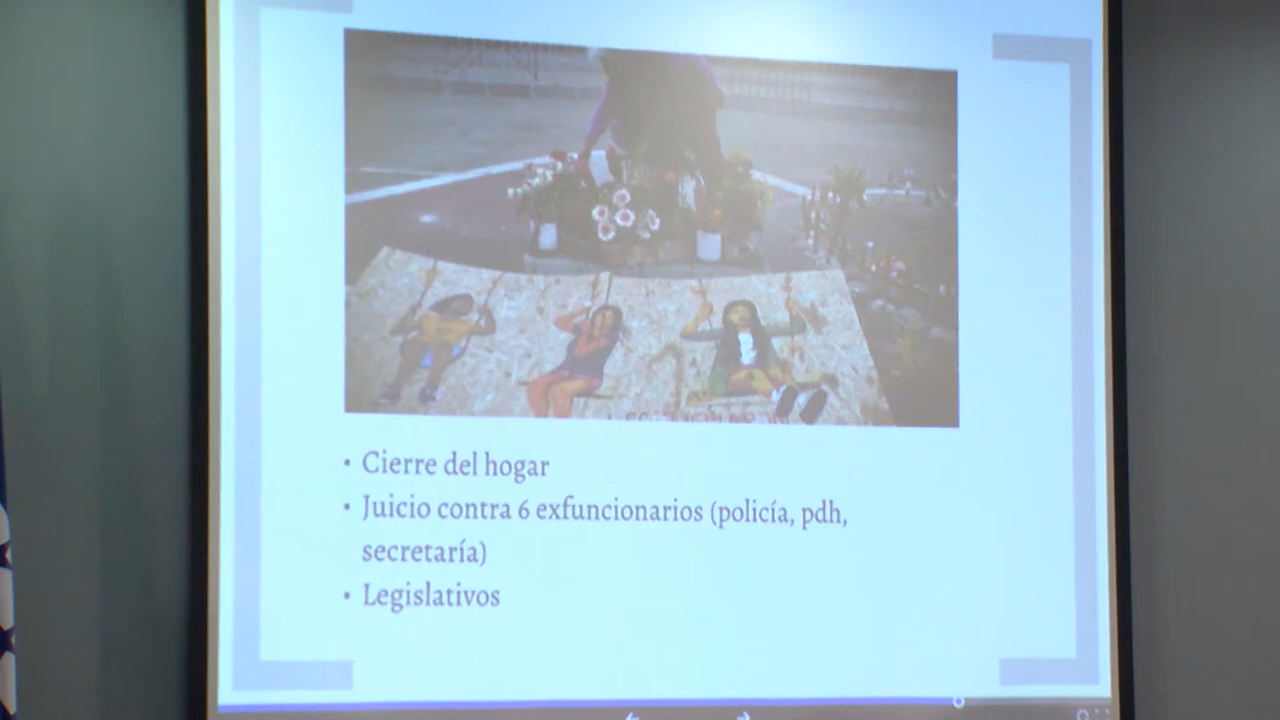 • Cierre del hogar
• Juicio contra 6 exfuncionarios (policía, pdh,
secretaría)
• Legislativos